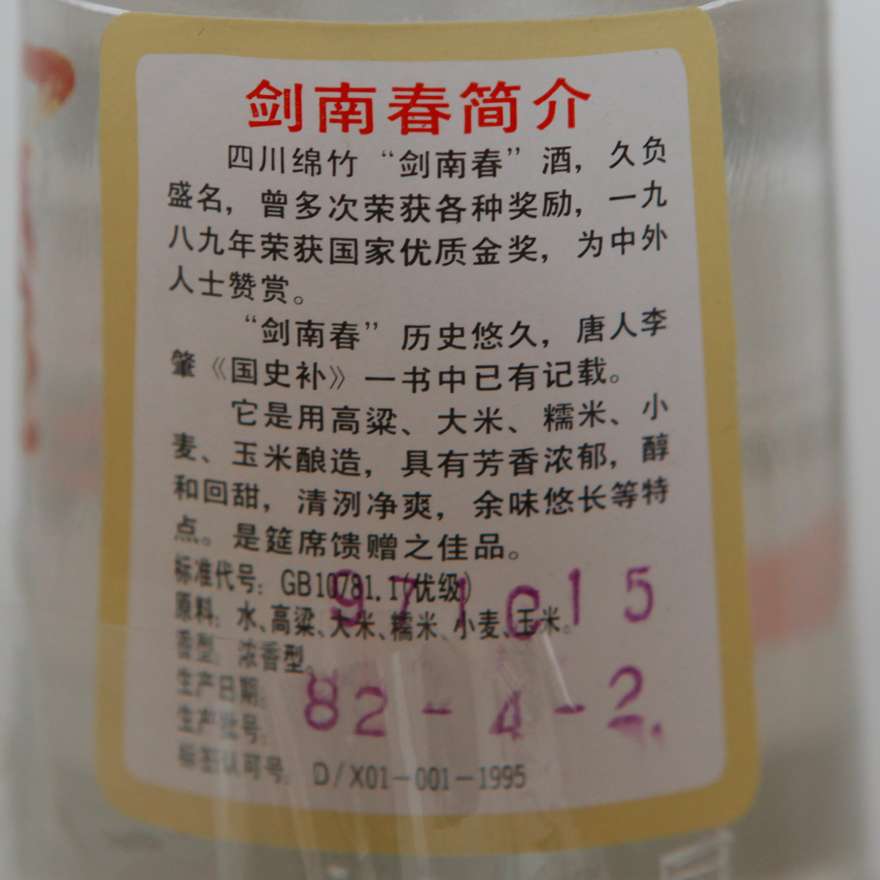 剑南春简介
四川绵竹“剑南春”酒，久负
盛名，曾多次荣获各种奖励，一九
八九年荣获国家优质金奖，为中外
人士赞赏。
“剑南春”历史悠久，唐人李
肇《国史补》一书中已有记载。
它是用高粱、大米、糯米、小
麦、玉米酿造，具有芳香浓郁，醇
和回甜，清洌净爽，余味悠长等特
点。是筵席馈赠之佳品。
标准代号：GB10781.1(优级)
971015
原料：水、高粱、大米、糯米、小麦、玉米。
香型：浓香型。
生产日期：
82-4-2
生产批号：
标签认可号：D/X01-001-1995